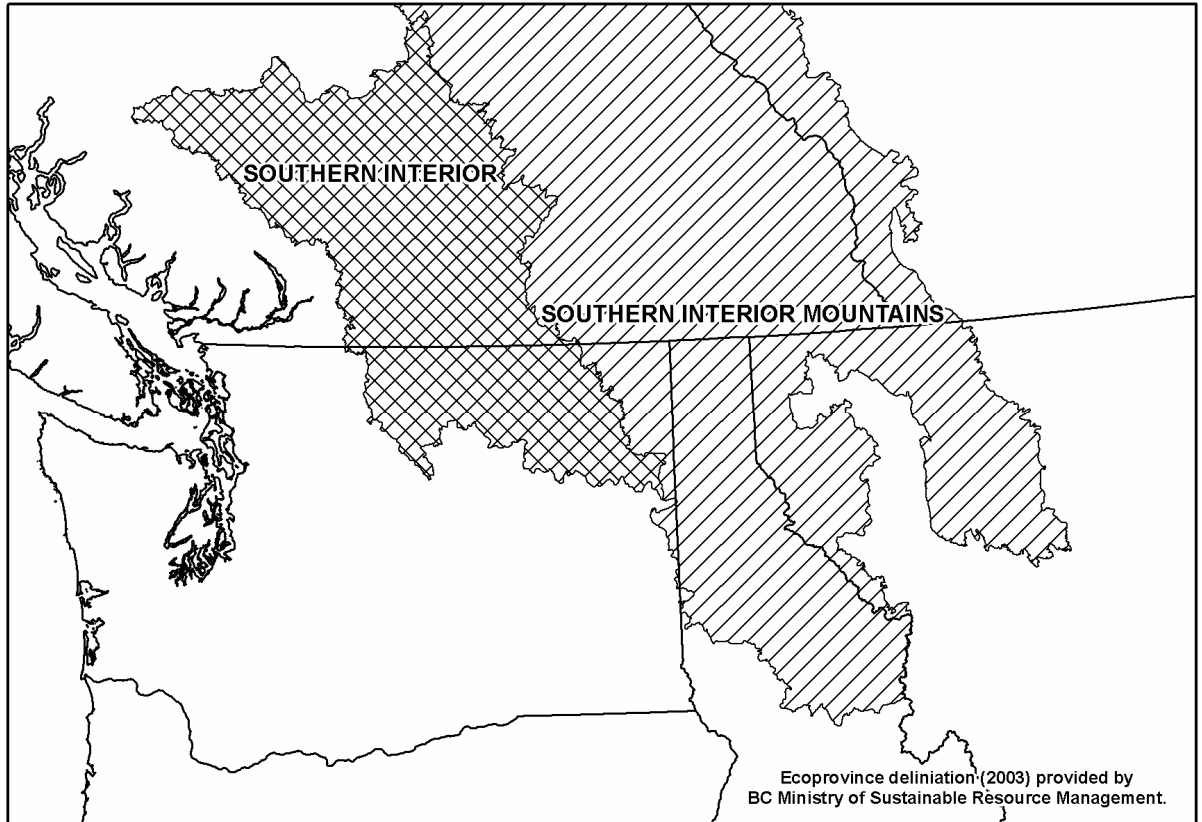 SOUTHERN INTERIOR
SOUTHERN INTERIOR MOUNTAINS
Ecoprovince deliniation (2003) provided by
BC Ministry of Sustainable Resource Management.